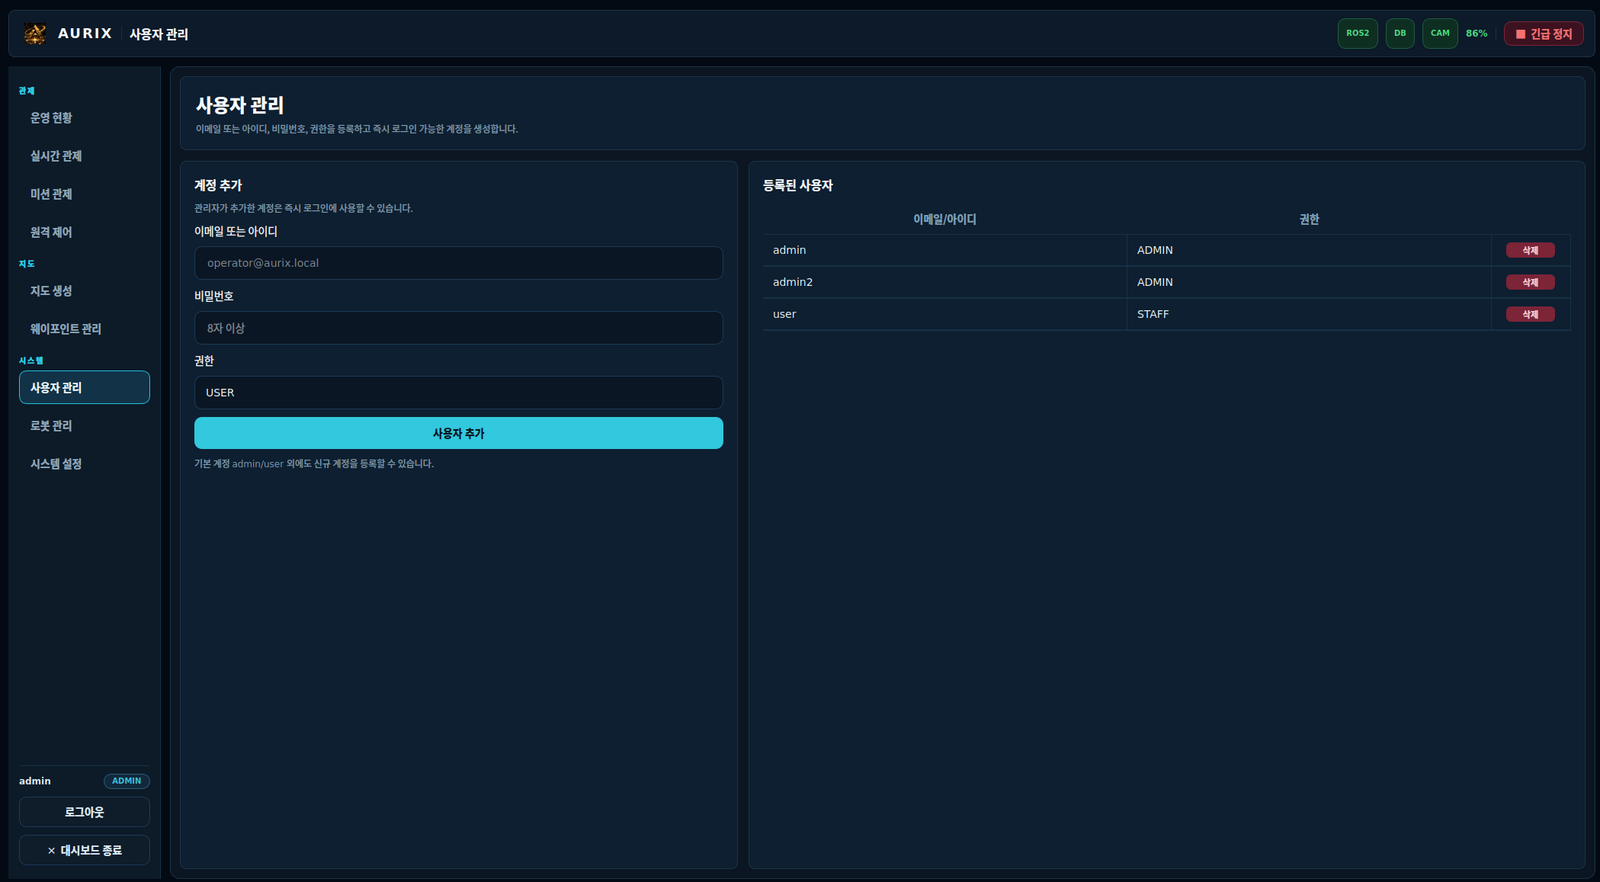 AURIX 사용자 관리
ROS2 DB CAM 86% 긴급 정지
관제
운영 현황
실시간 관제
미션 관제
원격 제어
지도
지도 생성
웨이포인트 관리
시스템
사용자 관리
로봇 관리
시스템 설정
admin ADMIN
로그아웃
× 대시보드 종료
사용자 관리
이메일 또는 아이디, 비밀번호, 권한을 등록하고 즉시 로그인 가능한 계정을 생성합니다.
계정 추가
관리자가 추가한 계정은 즉시 로그인에 사용할 수 있습니다.
이메일 또는 아이디
operator@aurix.local
비밀번호
8자 이상
권한
USER
사용자 추가
기본 계정 admin/user 외에도 신규 계정을 등록할 수 있습니다.
등록된 사용자
이메일/아이디 권한
admin ADMIN 삭제
admin2 ADMIN 삭제
user STAFF 삭제